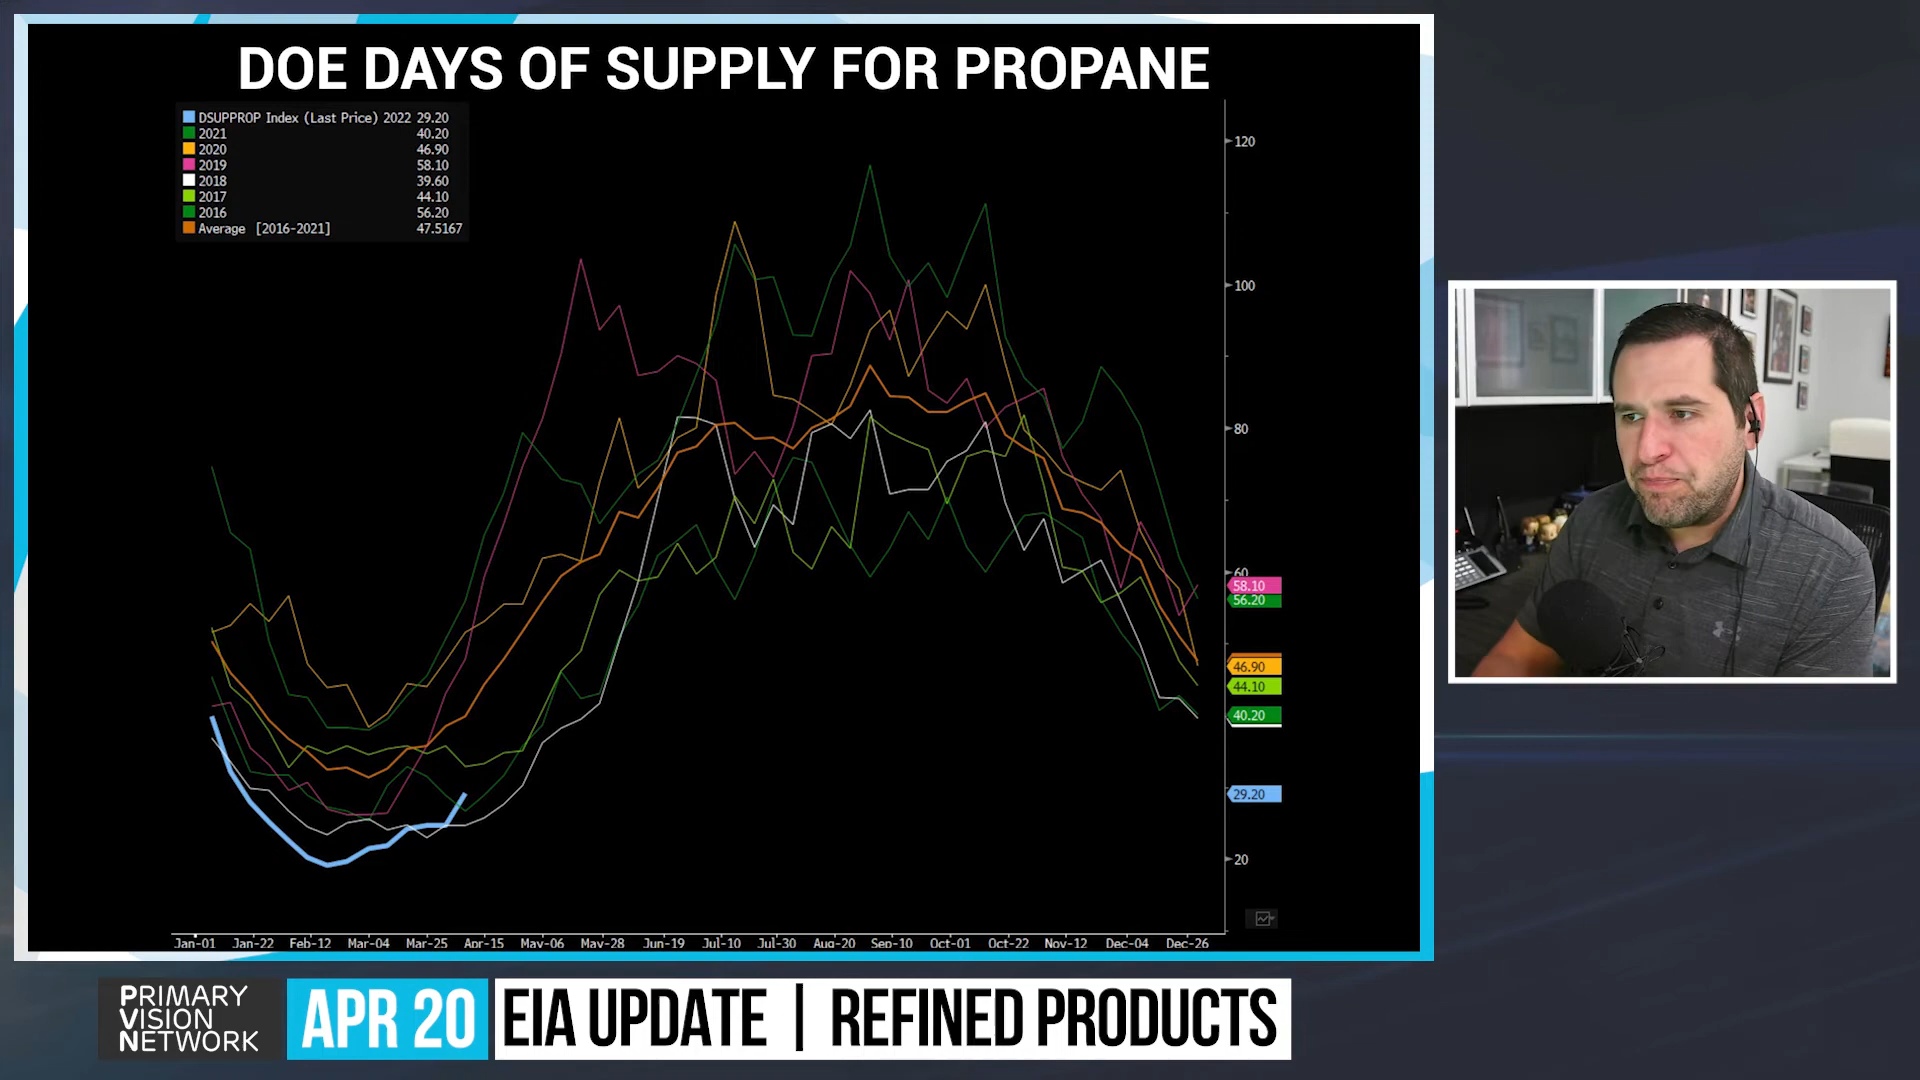 DOE DAYS OF SUPPLY FOR PROPANE
DSUPPROP Index (Last Price) 2022 29.20
2021 40.20
2020 46.90
2019 58.10
2018 39.60
2017 44.10
2016 56.20
Average [2016-2021] 47.5167
120
100
80
60
58.10
56.20
46.90
44.10
40.20
29.20
20
Jan-01 Jan-22 Feb-12 Mar-04 Mar-25 Apr-15 May-06 May-28 Jun-19 Jul-10 Jul-30 Aug-20 Sep-10 Oct-01 Oct-22 Nov-12 Dec-04 Dec-26
PRIMARY
VISION
NETWORK
APR 20
EIA UPDATE | REFINED PRODUCTS